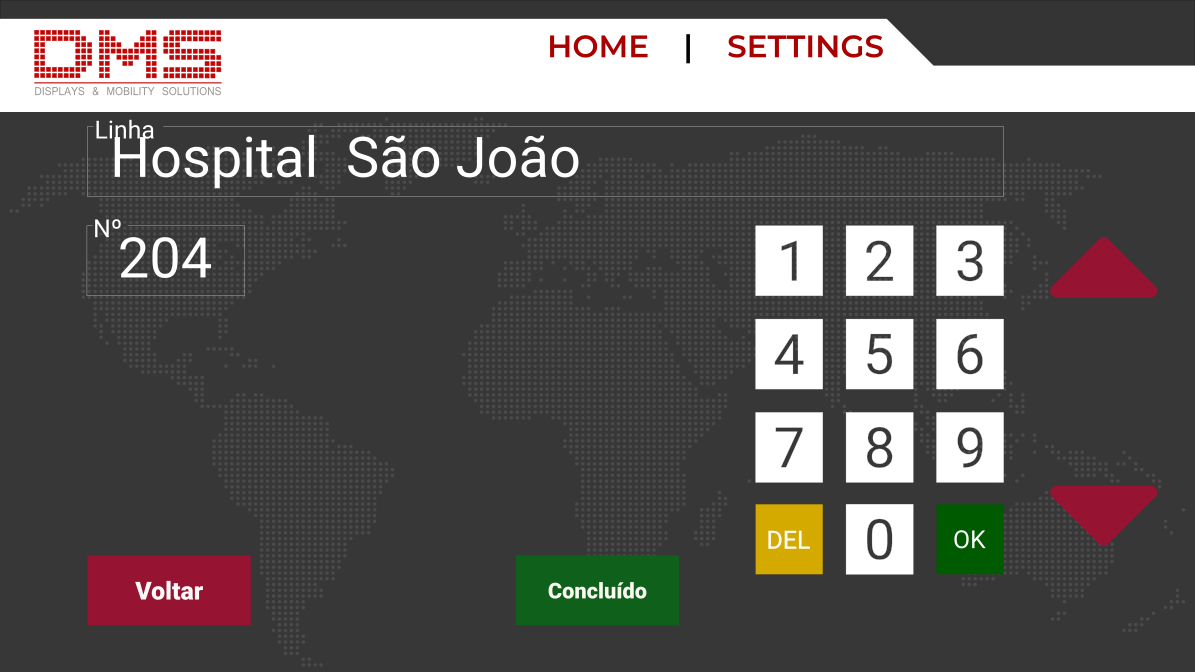 DMS
HOME | SETTINGS
DISPLAYS & MOBILITY SOLUTIONS
Linha
Hospital São João
Nº
204
1 2 3
4 5 6
7 8 9
DEL 0 OK
Voltar
Concluído